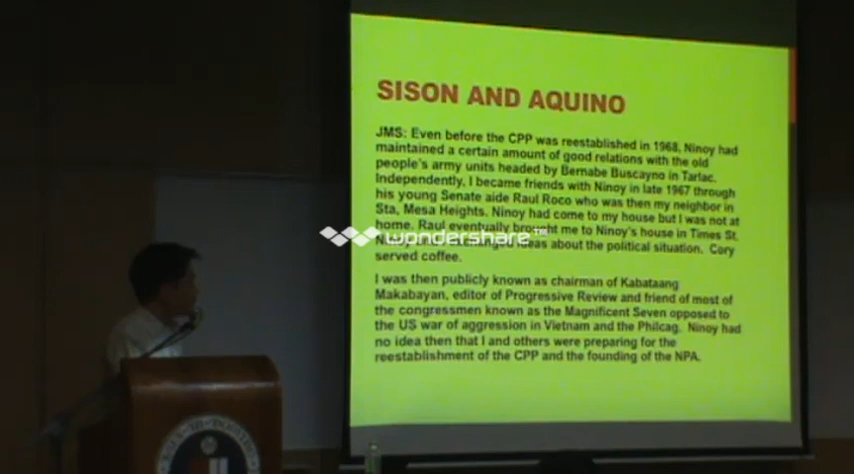 SISON AND AQUINO
JMS: Even before the CPP was reestablished in 1968, Ninoy had
maintained a certain amount of good relations with the old
people's army units headed by Bernabe Buscayno in Tarlac.
Independently, I became friends with Ninoy in late 1967 through
his young Senate aide Raul Roco who was then my neighbor in
Sta, Mesa Heights. Ninoy had come to my house but I was not at
home. Raul eventually brought me to Ninoy's house in Times St.
ideas about the political situation. Cory
served coffee.
I was then publicly known as chairman of Kabataang
Makabayan, editor of Progressive Review and friend of most of
the congressmen known as the Magnificent Seven opposed to
the US war of aggression in Vietnam and the Philcag. Ninoy had
no idea then that I and others were preparing for the
reestablishment of the CPP and the founding of the NPA.
wondershare™